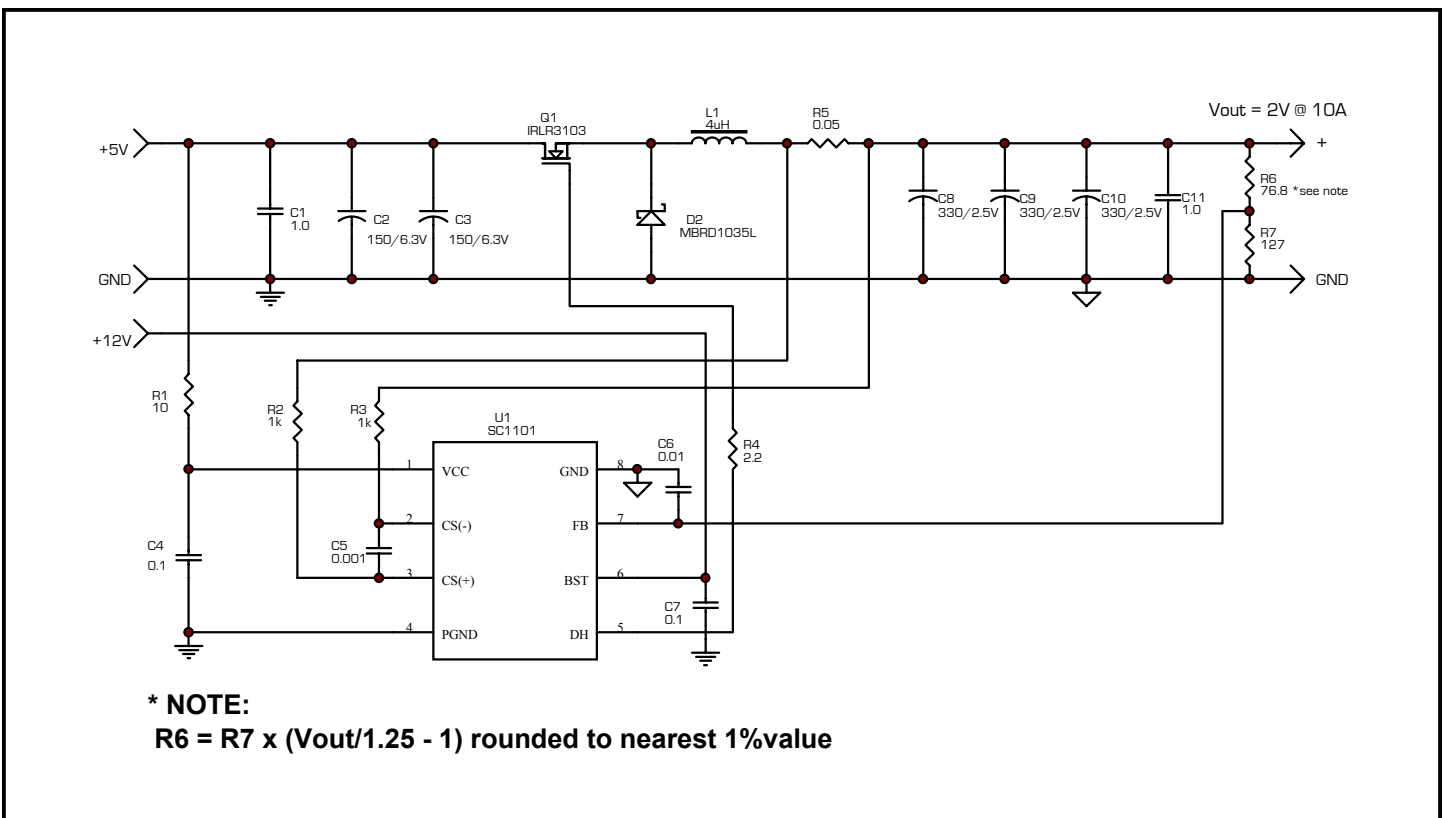 Vout = 2V @ 10A
Q1
IRLR3103
L1
4uH
R5
0.05
+5V
+
R6
76.8 *see note
C1
1.0
C2
150/6.3V
C3
150/6.3V
D2
MBRD1035L
C8
330/2.5V
C9
330/2.5V
C10
330/2.5V
C11
1.0
R7
127
GND
GND
+12V
R1
10
R2
1k
R3
1k
U1
SC1101
C6
0.01
R4
2.2
1
VCC
GND
8
2
CS(-)
FB
7
C5
0.001
C4
0.1
3
CS(+)
BST
6
C7
0.1
4
PGND
DH
5
* NOTE:
R6 = R7 x (Vout/1.25 - 1) rounded to nearest 1%value